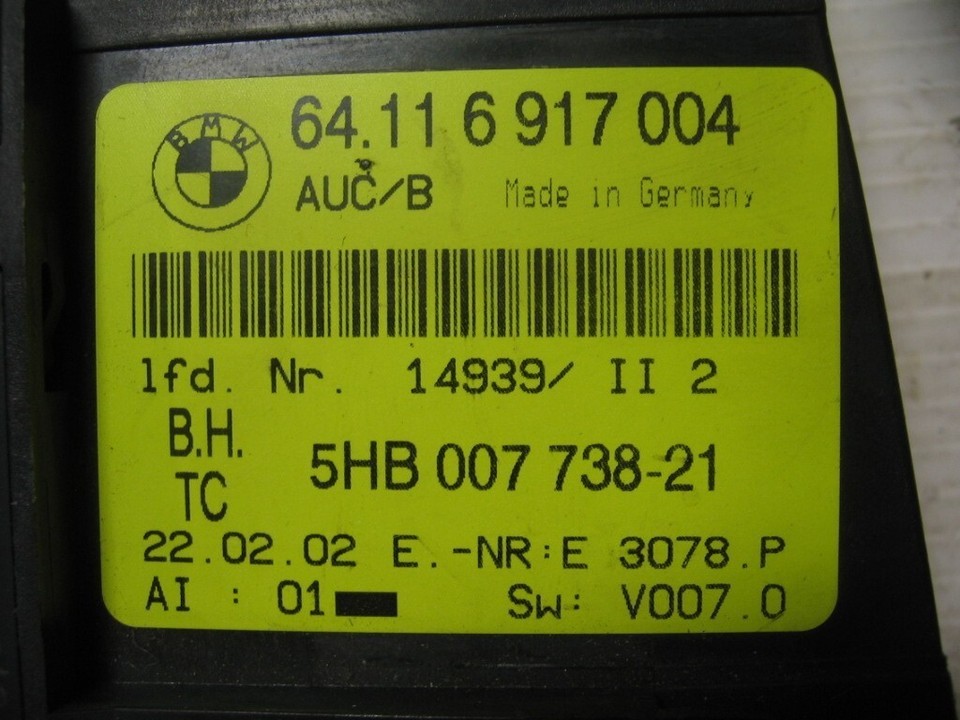 BMW
64.11 6 917 004
AUC/B Made in Germany
lfd. Nr. 14939/ II 2
B.H.
TC
5HB 007 738-21
22.02.02 E.-NR:E 3078.P
AI : 01 Sw: V007.0